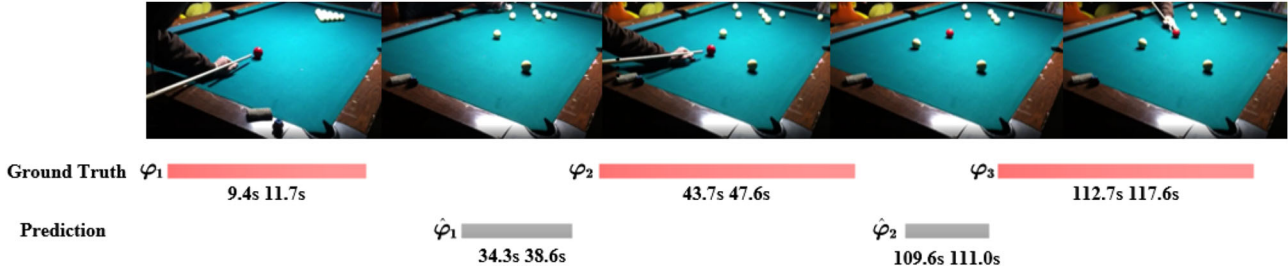 Ground Truth φ₁ φ₂ φ₃
9.4s 11.7s 43.7s 47.6s 112.7s 117.6s
Prediction φ̂₁ φ̂₂
34.3s 38.6s 109.6s 111.0s